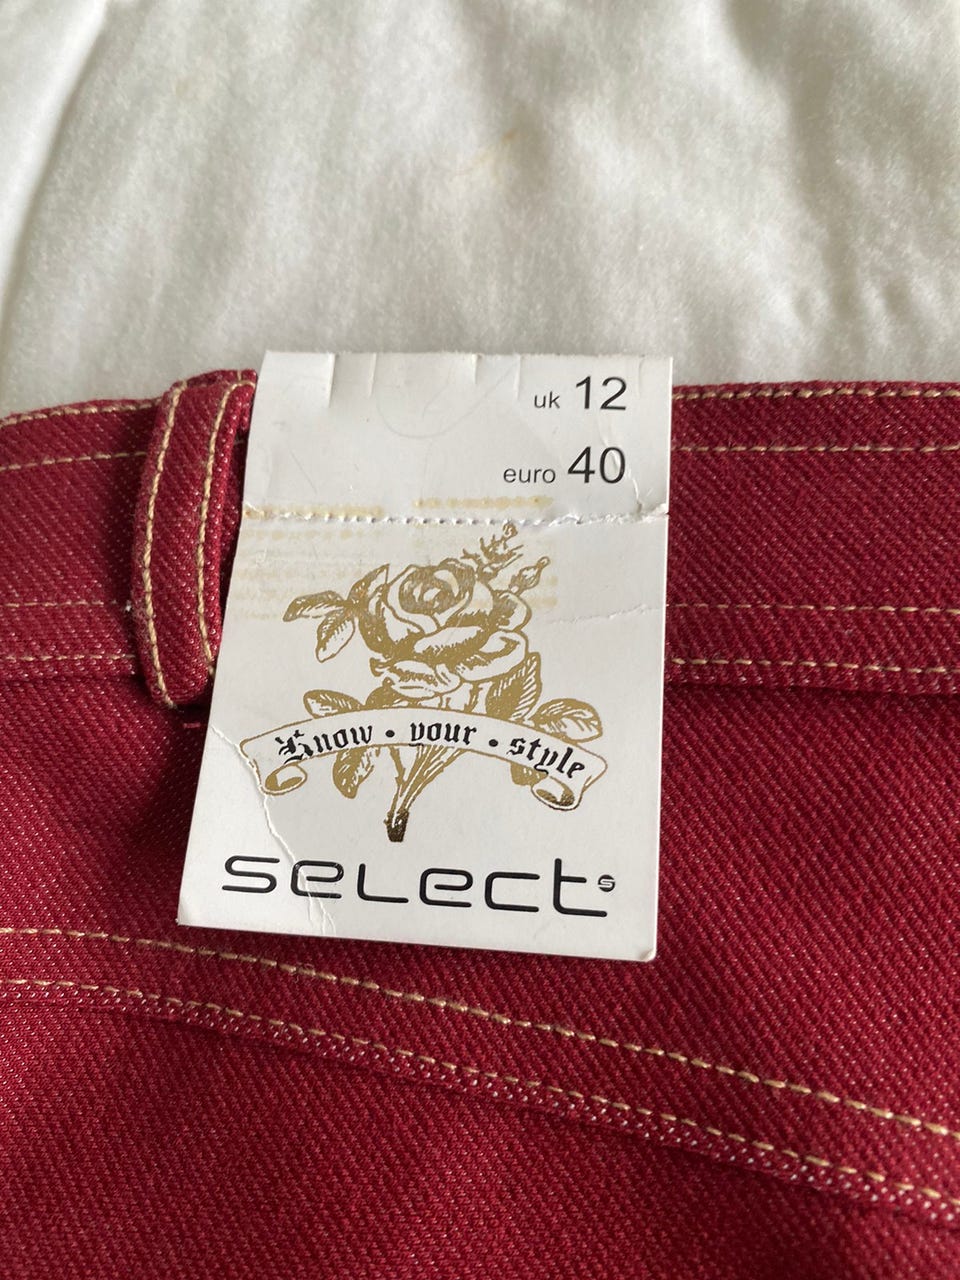 uk 12
euro 40
Know • your • style
select s